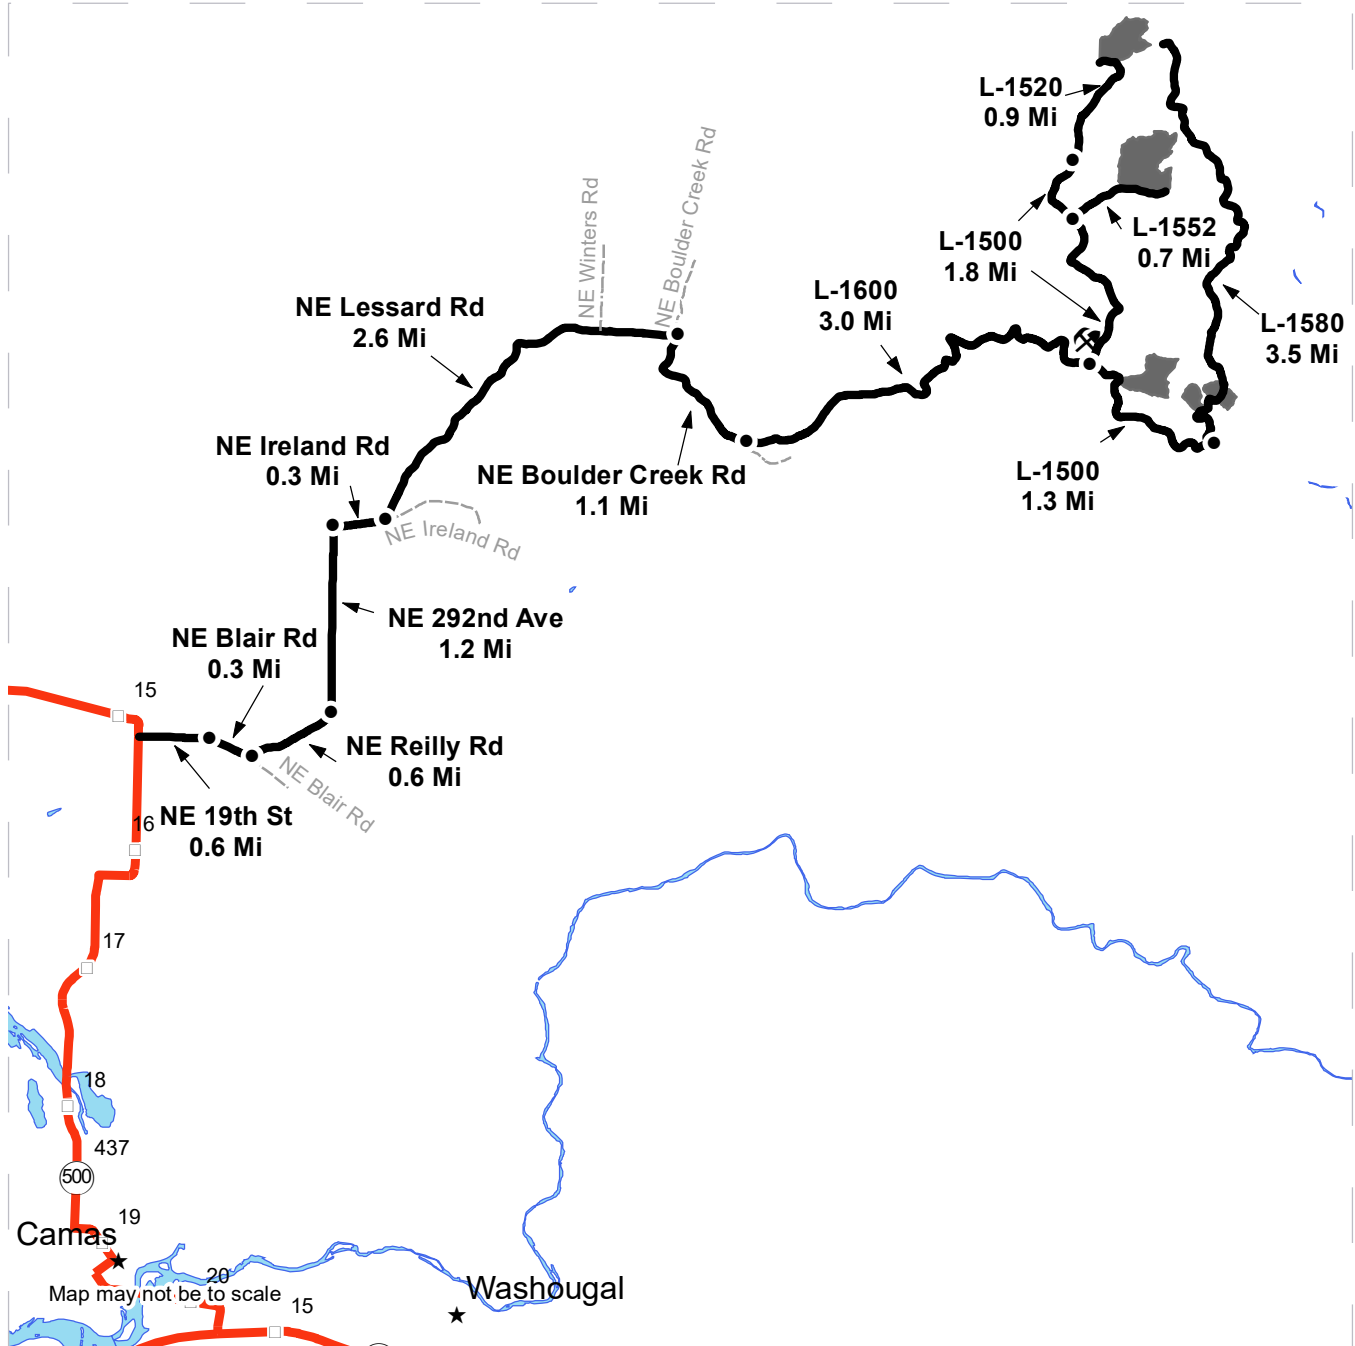 L-1520
0.9 Mi
NE Boulder Creek Rd
NE Winters Rd
L-1552
0.7 Mi
L-1500
1.8 Mi
L-1600
3.0 Mi
NE Lessard Rd
2.6 Mi
L-1580
3.5 Mi
NE Ireland Rd
0.3 Mi
NE Boulder Creek Rd
1.1 Mi
L-1500
1.3 Mi
NE Ireland Rd
NE 292nd Ave
1.2 Mi
NE Blair Rd
0.3 Mi
15
NE Reilly Rd
0.6 Mi
NE Blair Rd
16
NE 19th St
0.6 Mi
17
18
437
500
19
Camas
20
Washougal
Map may not be to scale
15